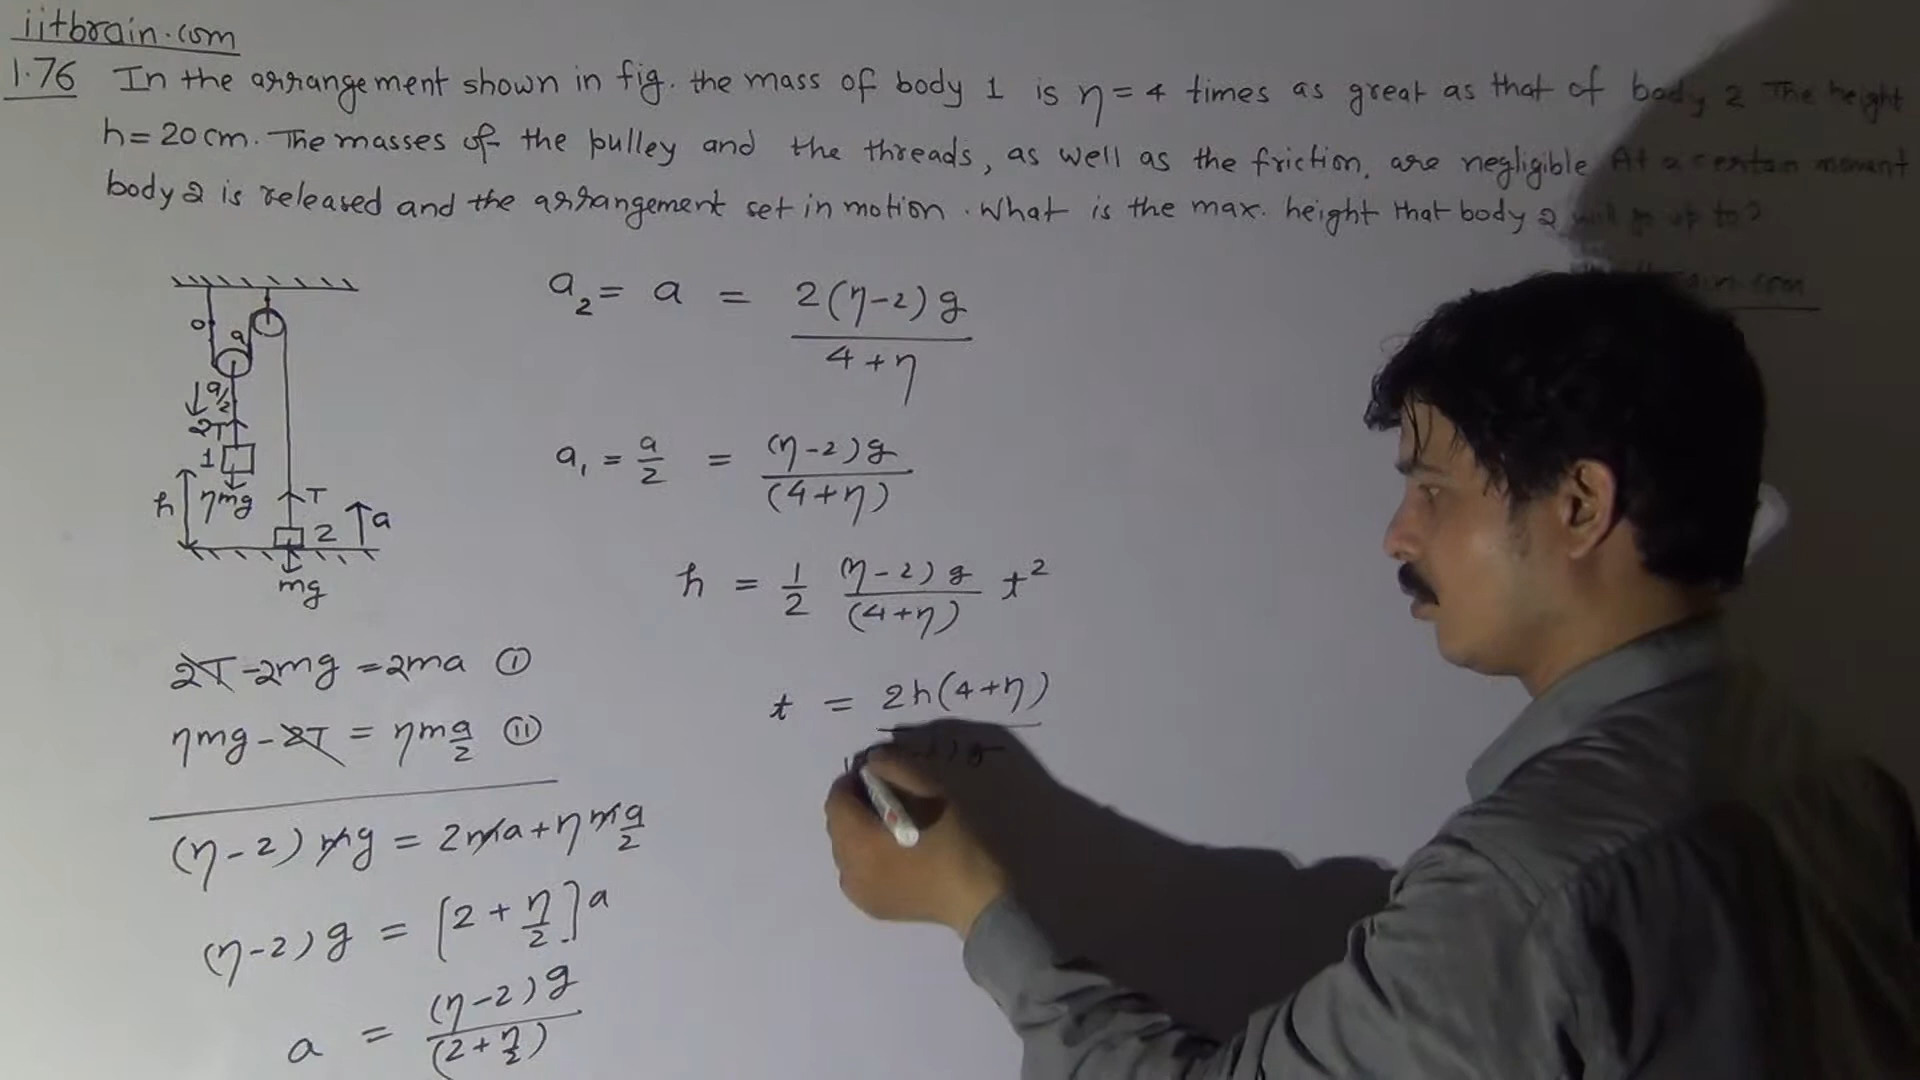 iitbrain.com
1.76 In the arrangement shown in fig. the mass of body 1 is η = 4 times as great as that of body 2 The height
h = 20 cm. The masses of the pulley and the threads, as well as the friction, are negligible At a certain moment
body 2 is released and the arrangement set in motion. What is the max. height that body 2 will go up to?
a₂ = a = 2(η-2)g / 4+η
a₁ = a/2 = (η-2)g / (4+η)
h = 1/2 (η-2)g / (4+η) t²
t = 2h(4+η)
0
a
a/2
2T
1
h
ηmg
T
2
a
mg
2T - 2mg = 2ma (I)
ηmg - 2T = ηm a/2 (II)
(η-2)mg = 2ma + ηm a/2
(η-2)g = [2 + η/2] a
a = (η-2)g / (2 + η/2)